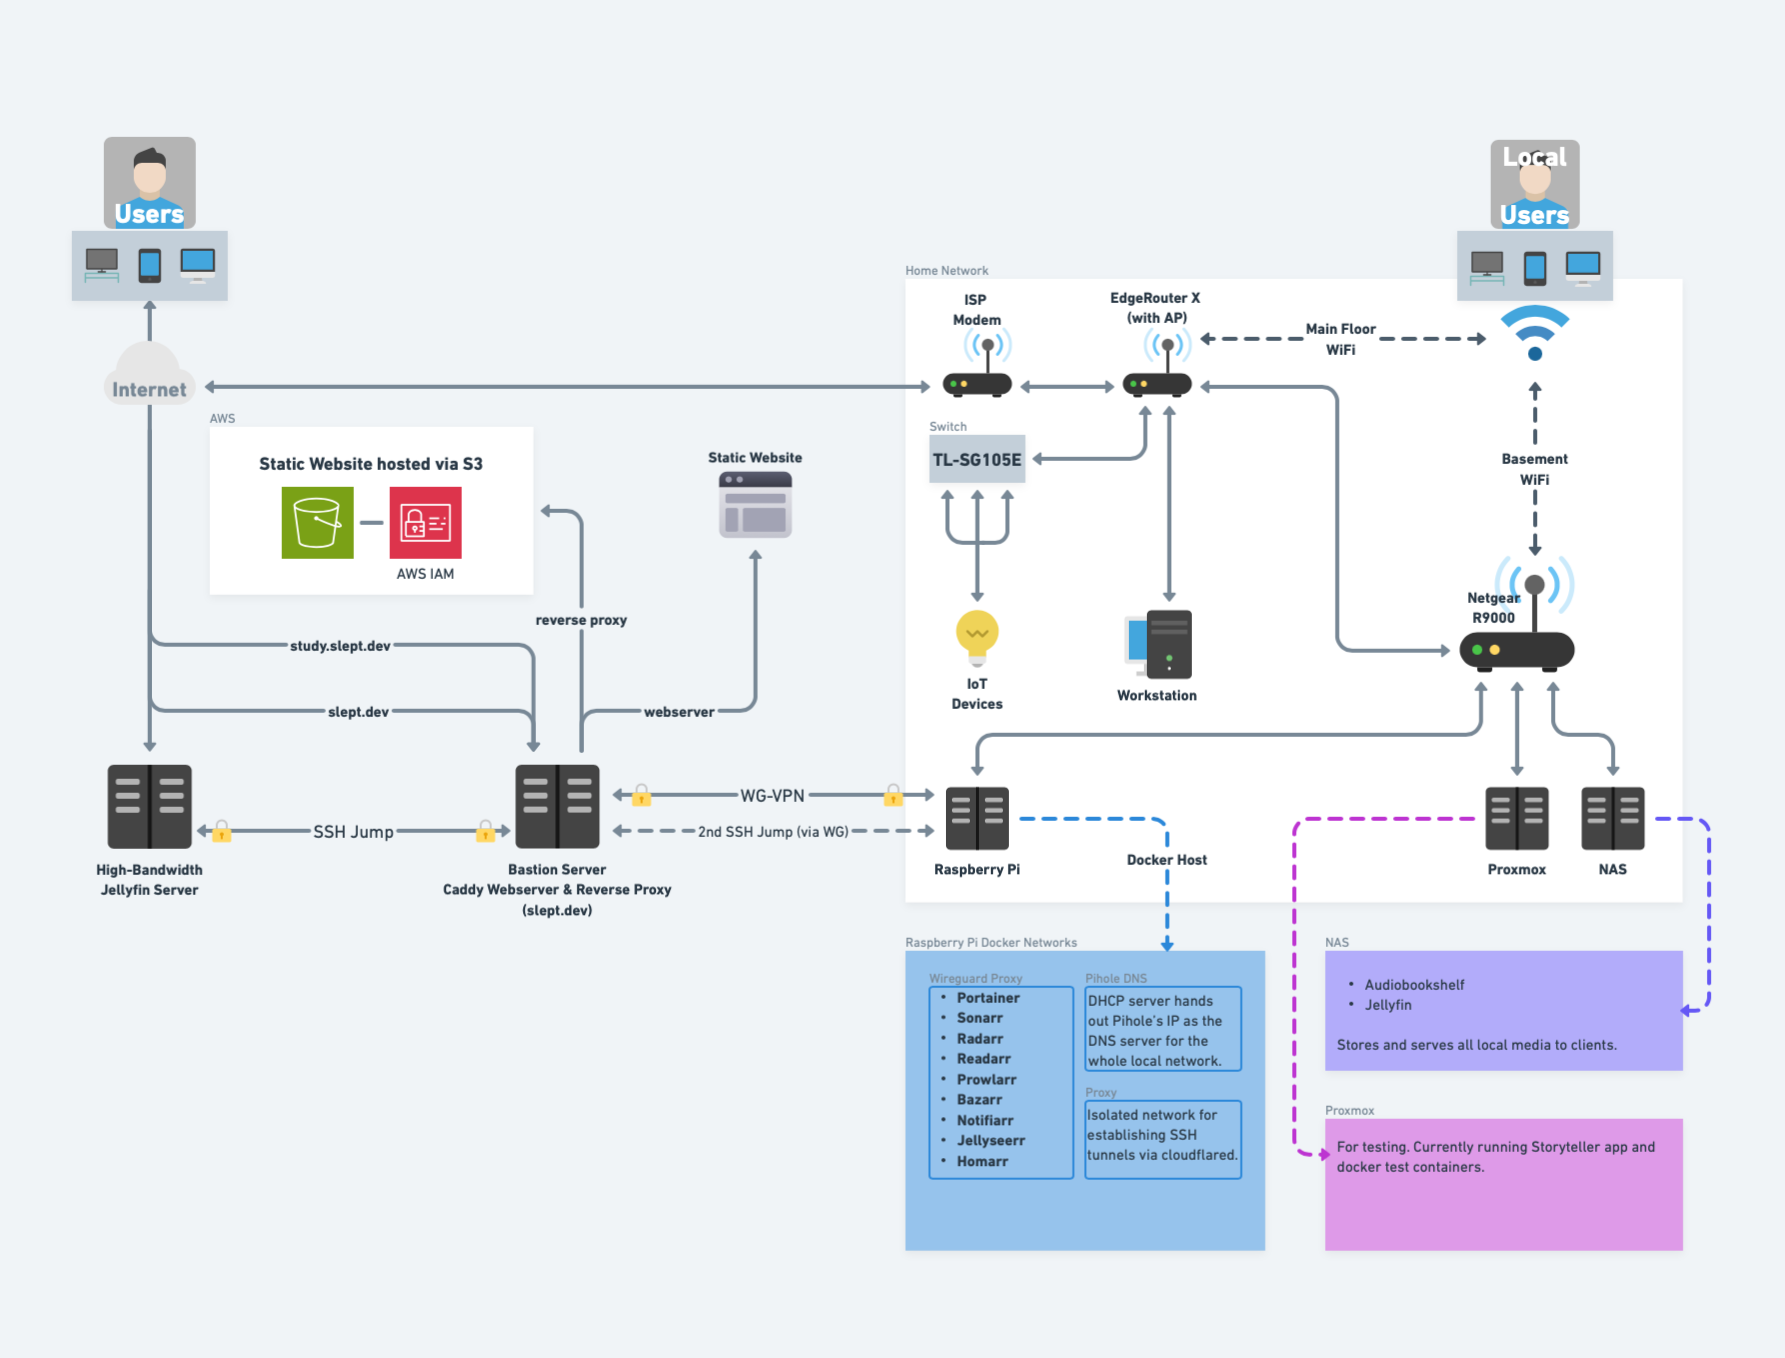 Users
Local
Users
Internet
Home Network
ISP
Modem
EdgeRouter X
(with AP)
Main Floor
WiFi
Switch
TL-SG105E
Basement
WiFi
AWS
Static Website hosted via S3
AWS IAM
Static Website
reverse proxy
study.slept.dev
slept.dev
webserver
IoT
Devices
Workstation
Netgear
R9000
WG-VPN
SSH Jump
2nd SSH Jump (via WG)
High-Bandwidth
Jellyfin Server
Bastion Server
Caddy Webserver & Reverse Proxy
(slept.dev)
Raspberry Pi
Docker Host
Proxmox
NAS
Raspberry Pi Docker Networks
Wireguard Proxy
• Portainer
• Sonarr
• Radarr
• Readarr
• Prowlarr
• Bazarr
• Notifiarr
• Jellyseerr
• Homarr
Pihole DNS
DHCP server hands
out Pihole's IP as the
DNS server for the
whole local network.
Proxy
Isolated network for
establishing SSH
tunnels via cloudflared.
NAS
• Audiobookshelf
• Jellyfin
Stores and serves all local media to clients.
Proxmox
For testing. Currently running Storyteller app and
docker test containers.